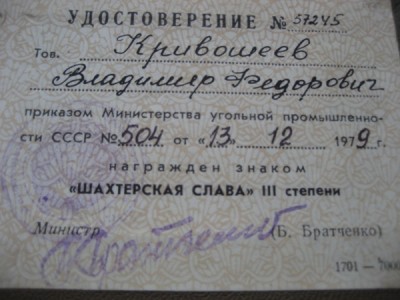 УДОСТОВЕРЕНИЕ № 57245
Тов. Кривошеев
Владимир Федорович
приказом Министерства угольной промышленно-
сти СССР № 504 от «13» 12 1979 г.
награжден знаком
«ШАХТЕРСКАЯ СЛАВА» III степени
Министр (Б. Братченко)
1701 —